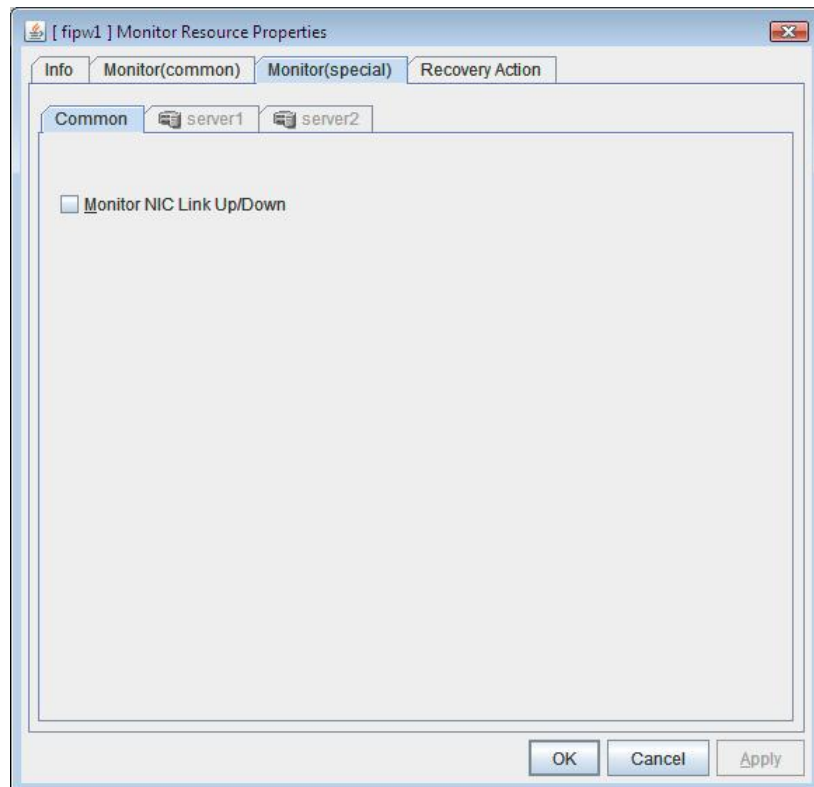 [ fipw1 ] Monitor Resource Properties
Info Monitor(common) Monitor(special) Recovery Action
Common server1 server2
Monitor NIC Link Up/Down
OK Cancel Apply